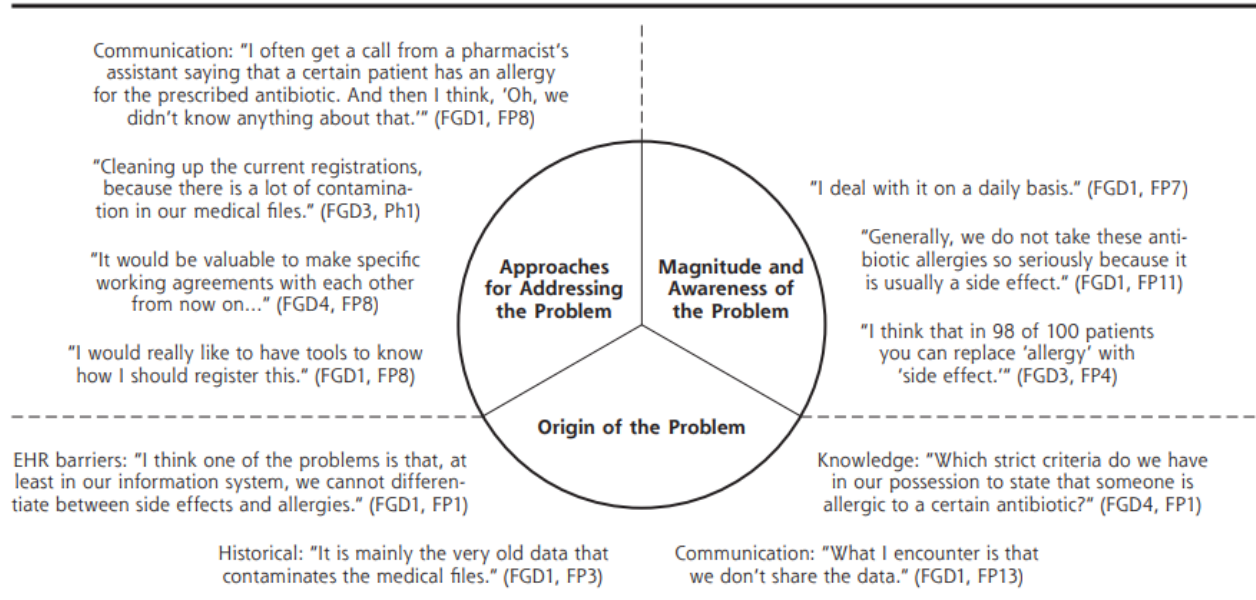 Communication: "I often get a call from a pharmacist's
assistant saying that a certain patient has an allergy
for the prescribed antibiotic. And then I think, 'Oh, we
didn't know anything about that.'" (FGD1, FP8)
"Cleaning up the current registrations,
because there is a lot of contamina-
tion in our medical files." (FGD3, Ph1)
"It would be valuable to make specific
working agreements with each other
from now on…" (FGD4, FP8)
"I would really like to have tools to know
how I should register this." (FGD1, FP8)
Approaches
for Addressing
the Problem
Magnitude and
Awareness of
the Problem
"I deal with it on a daily basis." (FGD1, FP7)
"Generally, we do not take these anti-
biotic allergies so seriously because it
is usually a side effect." (FGD1, FP11)
"I think that in 98 of 100 patients
you can replace 'allergy' with
'side effect.'" (FGD3, FP4)
Origin of the Problem
EHR barriers: "I think one of the problems is that, at
least in our information system, we cannot differen-
tiate between side effects and allergies." (FGD1, FP1)
Historical: "It is mainly the very old data that
contaminates the medical files." (FGD1, FP3)
Knowledge: "Which strict criteria do we have
in our possession to state that someone is
allergic to a certain antibiotic?" (FGD4, FP1)
Communication: "What I encounter is that
we don't share the data." (FGD1, FP13)